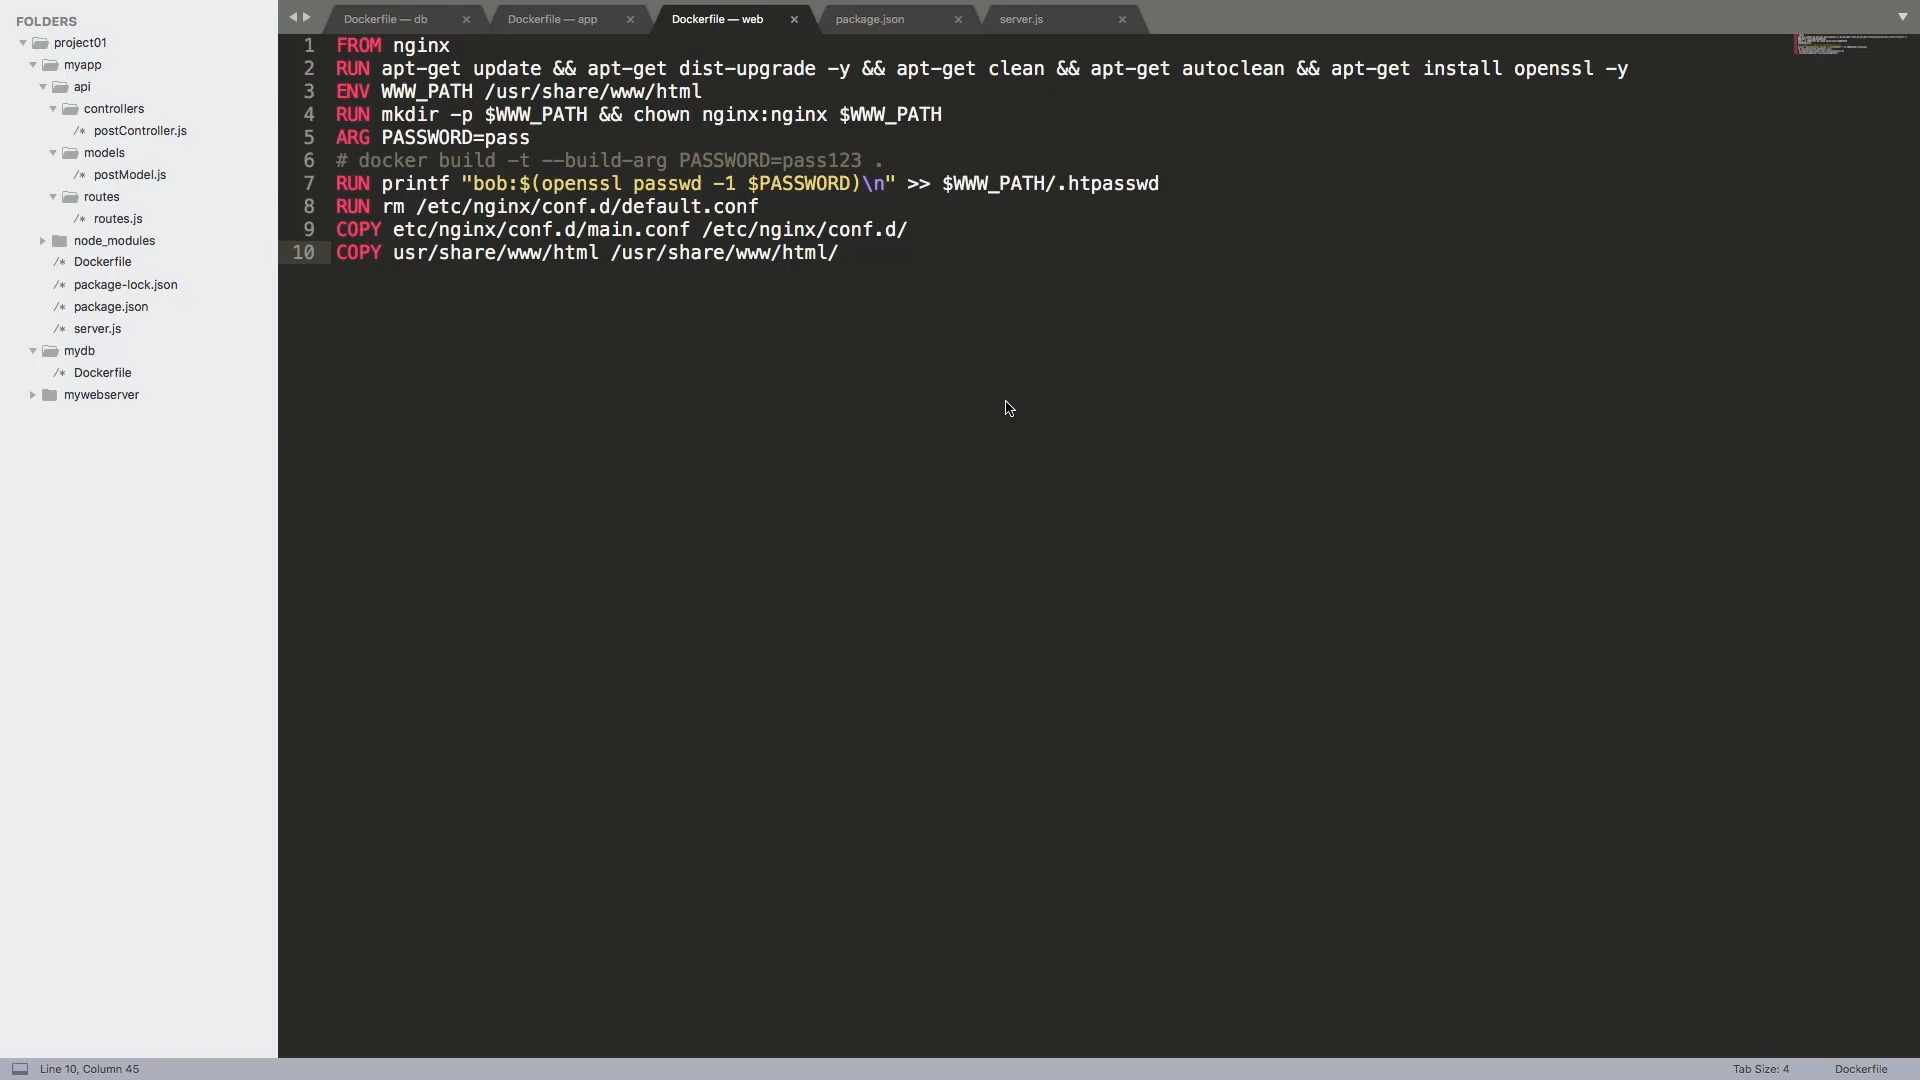 FOLDERS
project01
myapp
api
controllers
/* postController.js
models
/* postModel.js
routes
/* routes.js
node_modules
/* Dockerfile
/* package-lock.json
/* package.json
/* server.js
mydb
/* Dockerfile
mywebserver
Dockerfile — db × Dockerfile — app × Dockerfile — web × package.json × server.js ×
1 FROM nginx
2 RUN apt-get update && apt-get dist-upgrade -y && apt-get clean && apt-get autoclean && apt-get install openssl -y
3 ENV WWW_PATH /usr/share/www/html
4 RUN mkdir -p $WWW_PATH && chown nginx:nginx $WWW_PATH
5 ARG PASSWORD=pass
6 # docker build -t --build-arg PASSWORD=pass123 .
7 RUN printf "bob:$(openssl passwd -1 $PASSWORD)\n" >> $WWW_PATH/.htpasswd
8 RUN rm /etc/nginx/conf.d/default.conf
9 COPY etc/nginx/conf.d/main.conf /etc/nginx/conf.d/
10 COPY usr/share/www/html /usr/share/www/html/
Line 10, Column 45
Tab Size: 4 Dockerfile